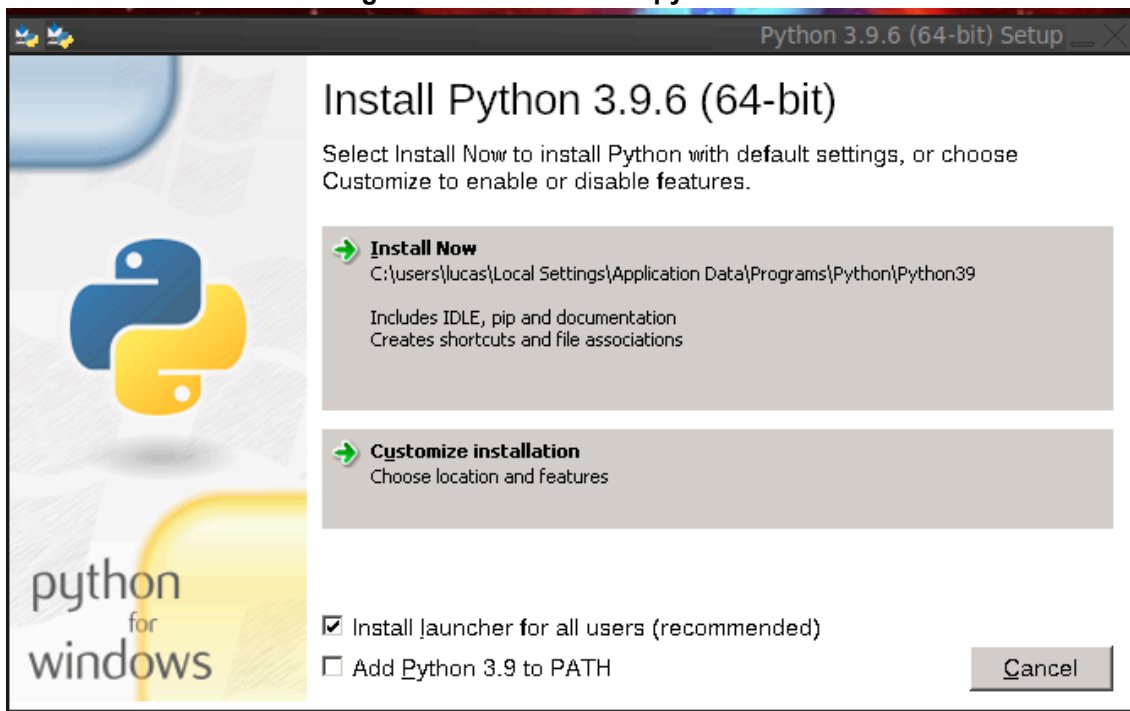 Python 3.9.6 (64-bit) Setup
Install Python 3.9.6 (64-bit)
Select Install Now to install Python with default settings, or choose
Customize to enable or disable features.
Install Now
C:\users\lucas\Local Settings\Application Data\Programs\Python\Python39
Includes IDLE, pip and documentation
Creates shortcuts and file associations
Customize installation
Choose location and features
python
for
windows
Install launcher for all users (recommended)
Add Python 3.9 to PATH
Cancel